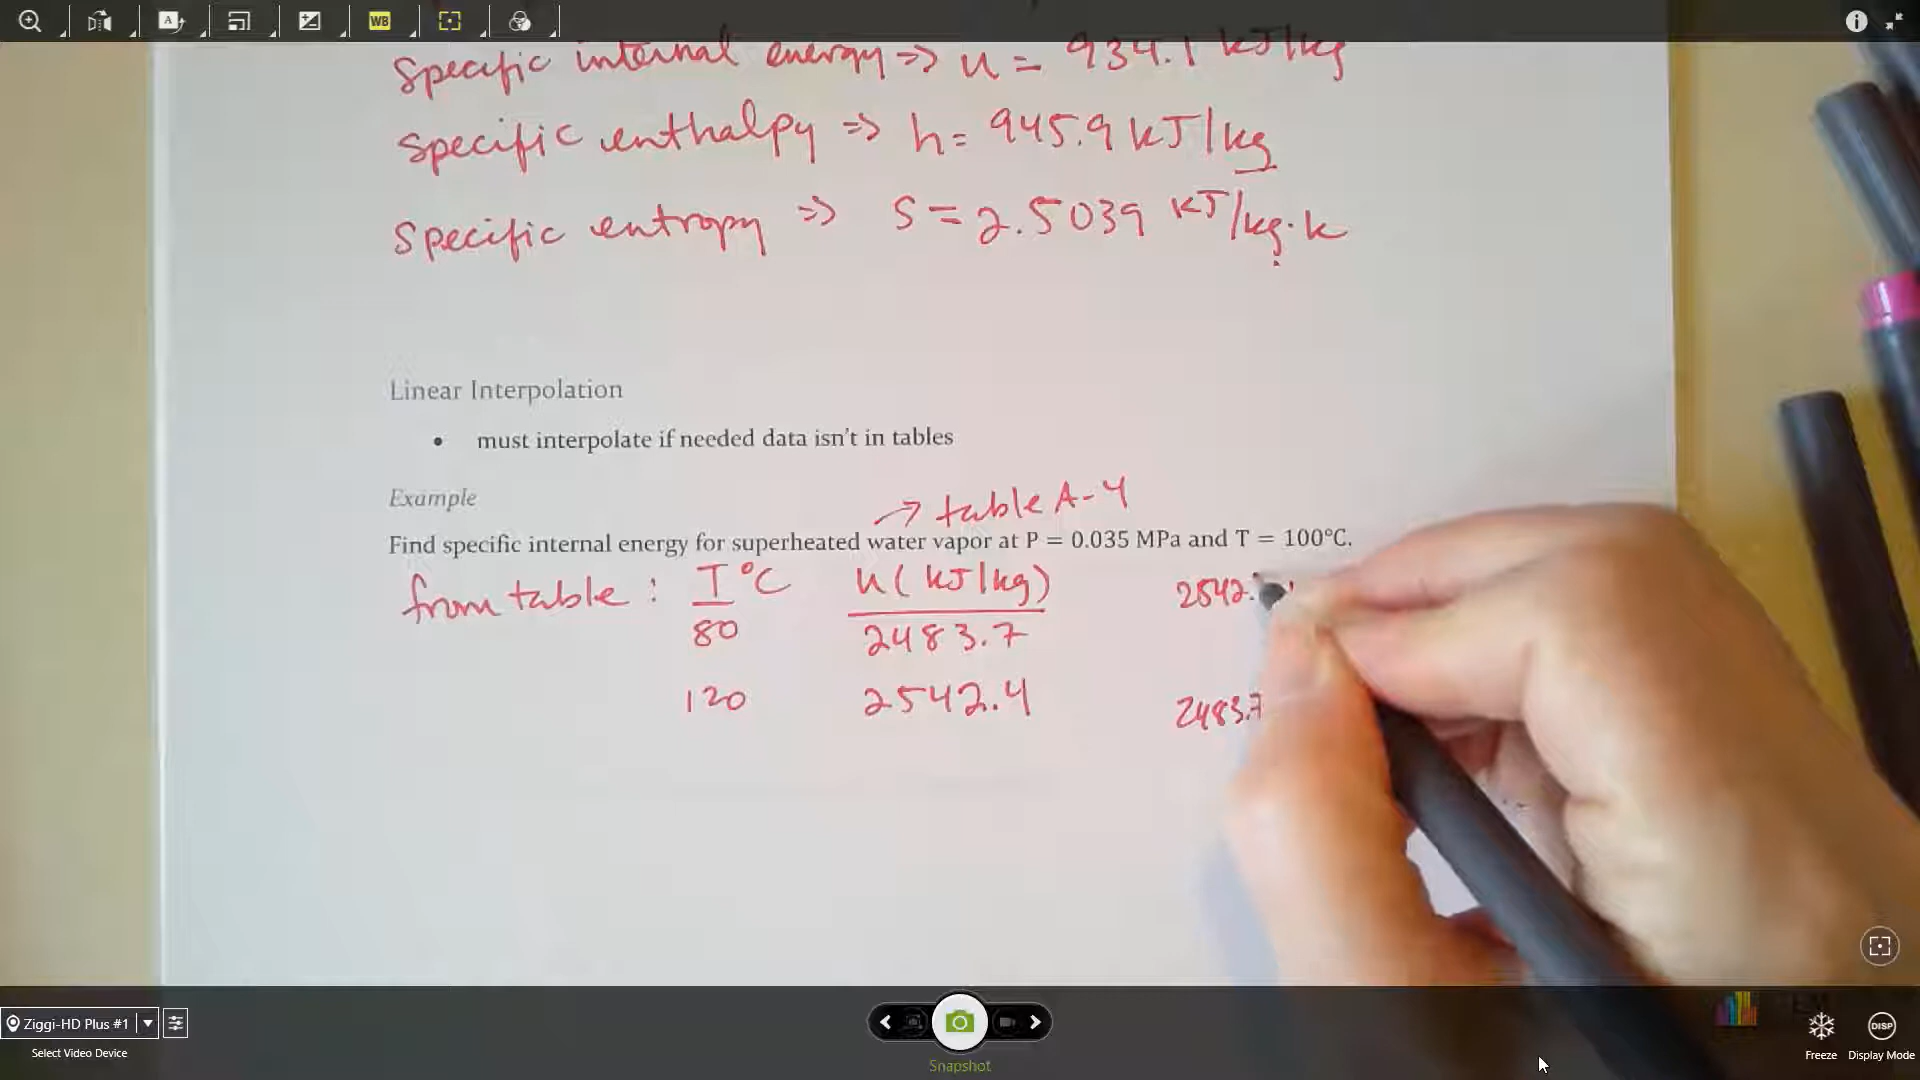 WB
Specific internal energy => u = 934.1 kJ/kg
Specific enthalpy => h = 945.9 kJ/kg
Specific entropy => s = 2.5039 kJ/kg·k
Linear Interpolation
• must interpolate if needed data isn't in tables
Example
→ table A-4
Find specific internal energy for superheated water vapor at P = 0.035 MPa and T = 100°C.
from table : T °C u (kJ/kg)
2542.
80 2483.7
120 2542.4
2483.7
Ziggi-HD Plus #1
Select Video Device
Snapshot
Freeze
DISP
Display Mode